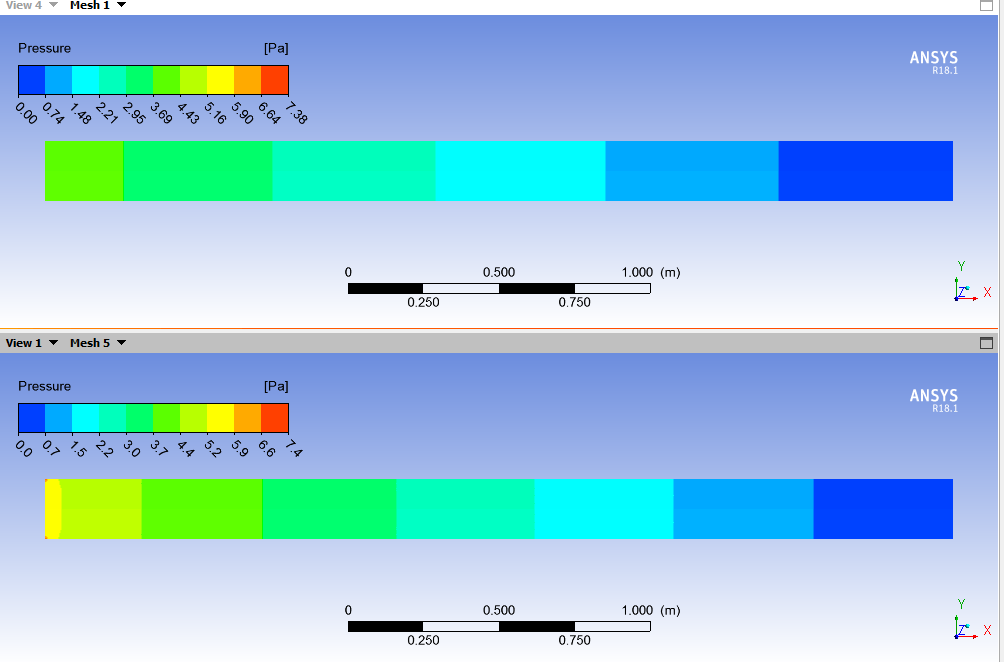 View 4 Mesh 1
Pressure [Pa]
ANSYS
R18.1
0.00 0.74 1.48 2.21 2.95 3.69 4.43 5.16 5.90 6.64 7.38
0 0.500 1.000 (m)
0.250 0.750
Y
Z X
View 1 Mesh 5
Pressure [Pa]
ANSYS
R18.1
0.0 0.7 1.5 2.2 3.0 3.7 4.4 5.2 5.9 6.6 7.4
0 0.500 1.000 (m)
0.250 0.750
Y
Z X